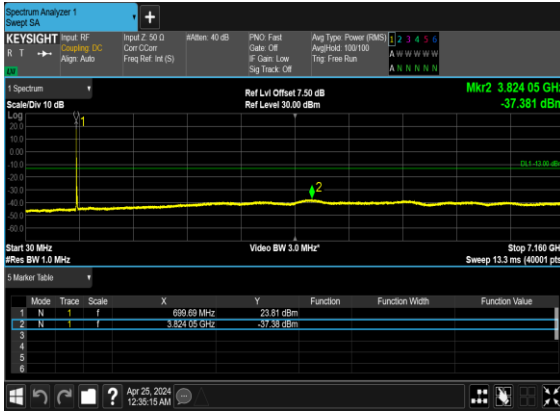 Spectrum Analyzer 1
Swept SA
+
KEYSIGHT Input: RF Input Z: 50 Ω #Atten: 40 dB PNO: Fast Avg Type: Power (RMS) 1 2 3 4 5 6
R T Coupling: DC Corr CCorr Gate: Off Avg|Hold: 100/100 A W W W W W
Align: Auto Freq Ref: Int (S) IF Gain: Low Trig: Free Run
Sig Track: Off A N N N N N
1 Spectrum Ref Lvl Offset 7.50 dB Mkr2 3.824 05 GHz
Scale/Div 10 dB Ref Level 30.00 dBm -37.381 dBm
Log
20.0
10.0
0.00
-10.0
-20.0
-30.0
-40.0
-50.0
-60.0
1
2
DL1 -13.00 dBm
Start 30 MHz Video BW 3.0 MHz* Stop 7.160 GHz
#Res BW 1.0 MHz Sweep 13.3 ms (40001 pts)
5 Marker Table
Mode Trace Scale X Y Function Function Width Function Value
1 N 1 f 699.69 MHz 23.81 dBm
2 N 1 f 3.824 05 GHz -37.38 dBm
3
4
5
6
? Apr 25, 2024
12:35:15 AM